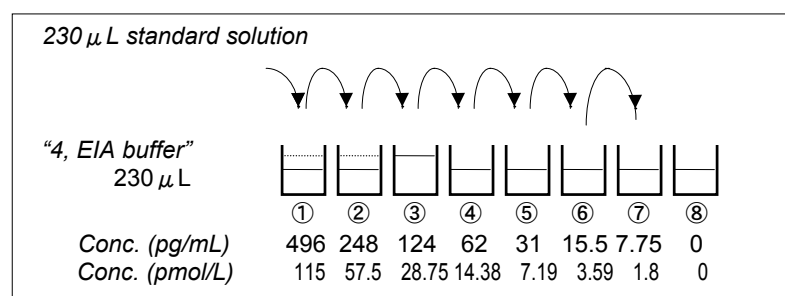 230 μL standard solution
“4, EIA buffer”
230 μL
① ② ③ ④ ⑤ ⑥ ⑦ ⑧
Conc. (pg/mL) 496 248 124 62 31 15.5 7.75 0
Conc. (pmol/L) 115 57.5 28.75 14.38 7.19 3.59 1.8 0